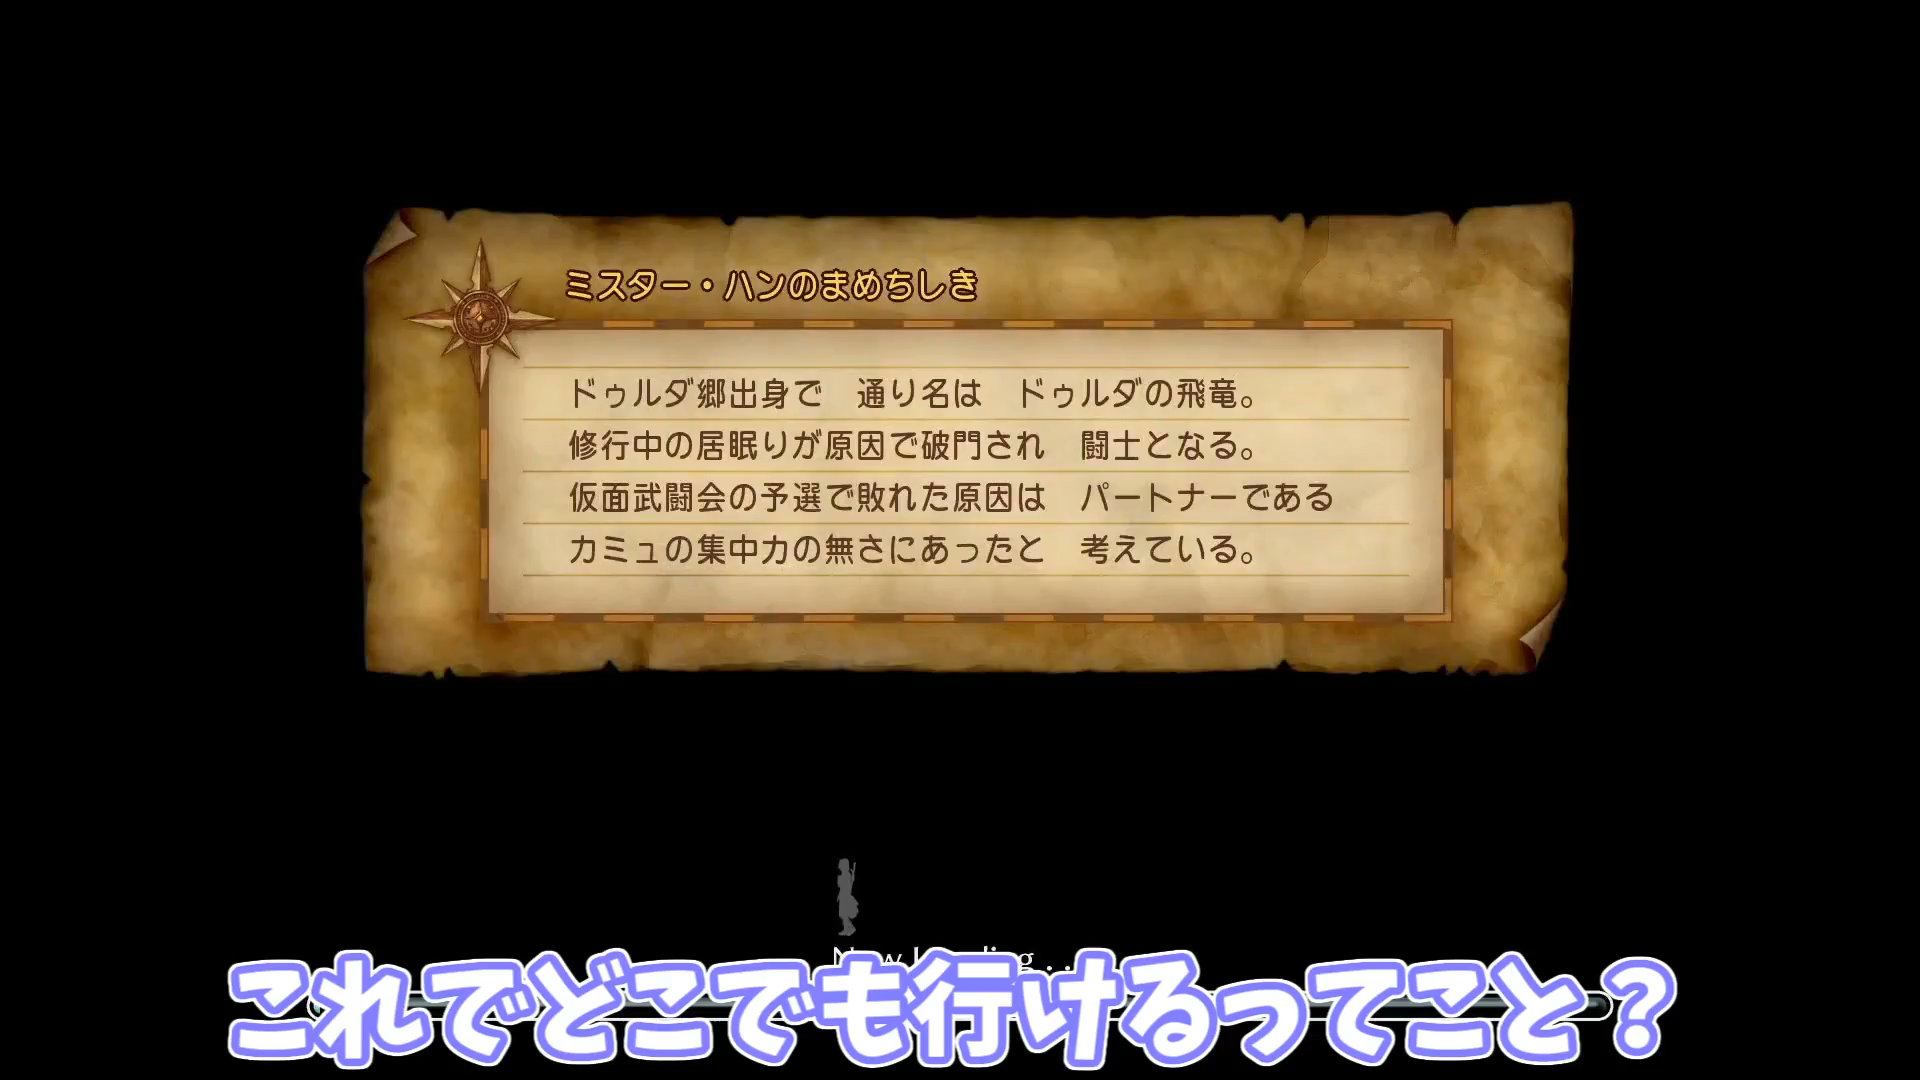 ミスター・ハンのまめちしき
ドゥルダ郷出身で　通り名は　ドゥルダの飛竜。
修行中の居眠りが原因で破門され　闘士となる。
仮面武闘会の予選で敗れた原因は　パートナーである
カミュの集中力の無さにあったと　考えている。
Now Loading...
これでどこでも行けるってこと？